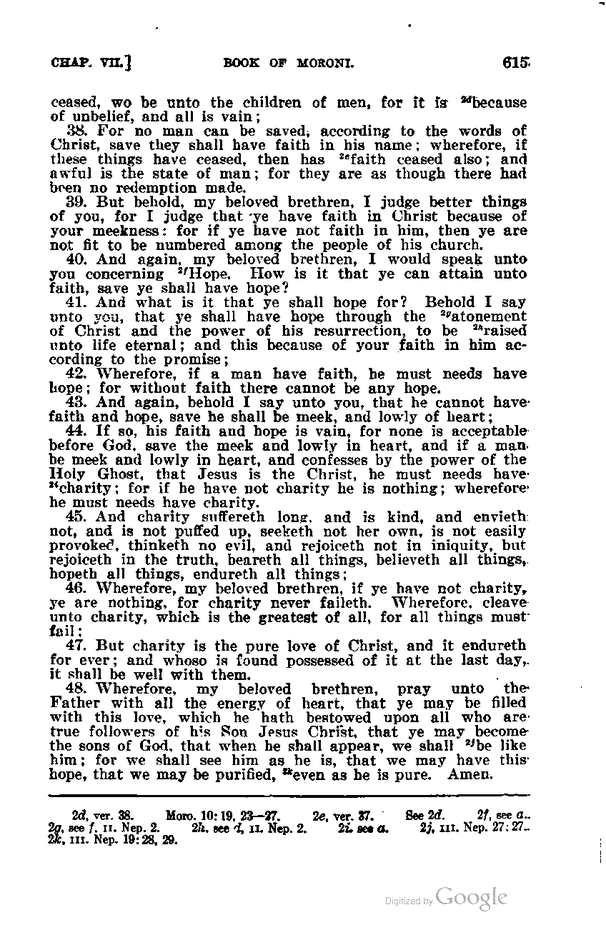 CHAP. VII.] BOOK OF MORONI. 615
ceased, wo be unto the children of men, for it is 2dbecause
of unbelief, and all is vain;
38. For no man can be saved, according to the words of
Christ, save they shall have faith in his name; wherefore, if
these things have ceased, then has 2efaith ceased also; and
awful is the state of man; for they are as though there had
been no redemption made.
39. But behold, my beloved brethren, I judge better things
of you, for I judge that ye have faith in Christ because of
your meekness: for if ye have not faith in him, then ye are
not fit to be numbered among the people of his church.
40. And again, my beloved brethren, I would speak unto
you concerning 2fHope. How is it that ye can attain unto
faith, save ye shall have hope?
41. And what is it that ye shall hope for? Behold I say
unto you, that ye shall have hope through the 2gatonement
of Christ and the power of his resurrection, to be 2hraised
unto life eternal; and this because of your faith in him ac-
cording to the promise;
42. Wherefore, if a man have faith, he must needs have
hope; for without faith there cannot be any hope.
43. And again, behold I say unto you, that he cannot have
faith and hope, save he shall be meek, and lowly of heart;
44. If so, his faith and hope is vain, for none is acceptable
before God, save the meek and lowly in heart, and if a man
be meek and lowly in heart, and confesses by the power of the
Holy Ghost, that Jesus is the Christ, he must needs have
2icharity; for if he have not charity he is nothing; wherefore
he must needs have charity.
45. And charity suffereth long, and is kind, and envieth
not, and is not puffed up, seeketh not her own, is not easily
provoked, thinketh no evil, and rejoiceth not in iniquity, but
rejoiceth in the truth, beareth all things, believeth all things,
hopeth all things, endureth all things;
46. Wherefore, my beloved brethren, if ye have not charity,
ye are nothing, for charity never faileth. Wherefore, cleave
unto charity, which is the greatest of all, for all things must
fail;
47. But charity is the pure love of Christ, and it endureth
for ever; and whoso is found possessed of it at the last day,
it shall be well with them.
48. Wherefore, my beloved brethren, pray unto the
Father with all the energy of heart, that ye may be filled
with this love, which he hath bestowed upon all who are
true followers of his Son Jesus Christ, that ye may become
the sons of God, that when he shall appear, we shall 2jbe like
him; for we shall see him as he is, that we may have this
hope, that we may be purified, 2keven as he is pure. Amen.
2d, ver. 38. Moro. 10:19, 23—27. 2e, ver. 37. See 2d. 2f, see a.
2g, see f, II. Nep. 2. 2h, see d, II. Nep. 2. 2i, see a. 2j, III. Nep. 27:27.
2k, III. Nep. 19:28, 29.
Digitized by Google